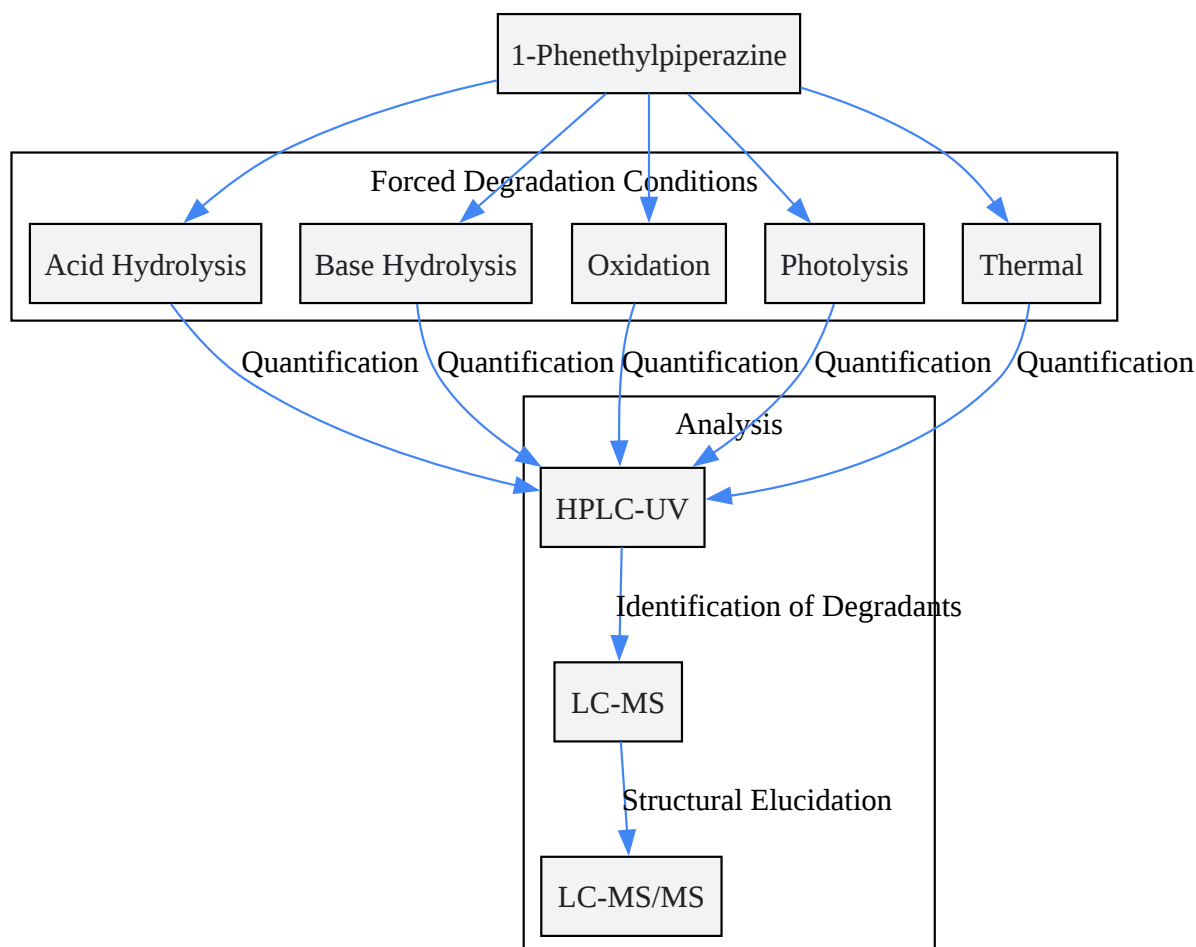 1-Phenethylpiperazine
Forced Degradation Conditions
Acid Hydrolysis
Base Hydrolysis
Oxidation
Photolysis
Thermal
Quantification
Quantification
Quantification
Quantification
Quantification
Analysis
HPLC-UV
Identification of Degradants
LC-MS
Structural Elucidation
LC-MS/MS